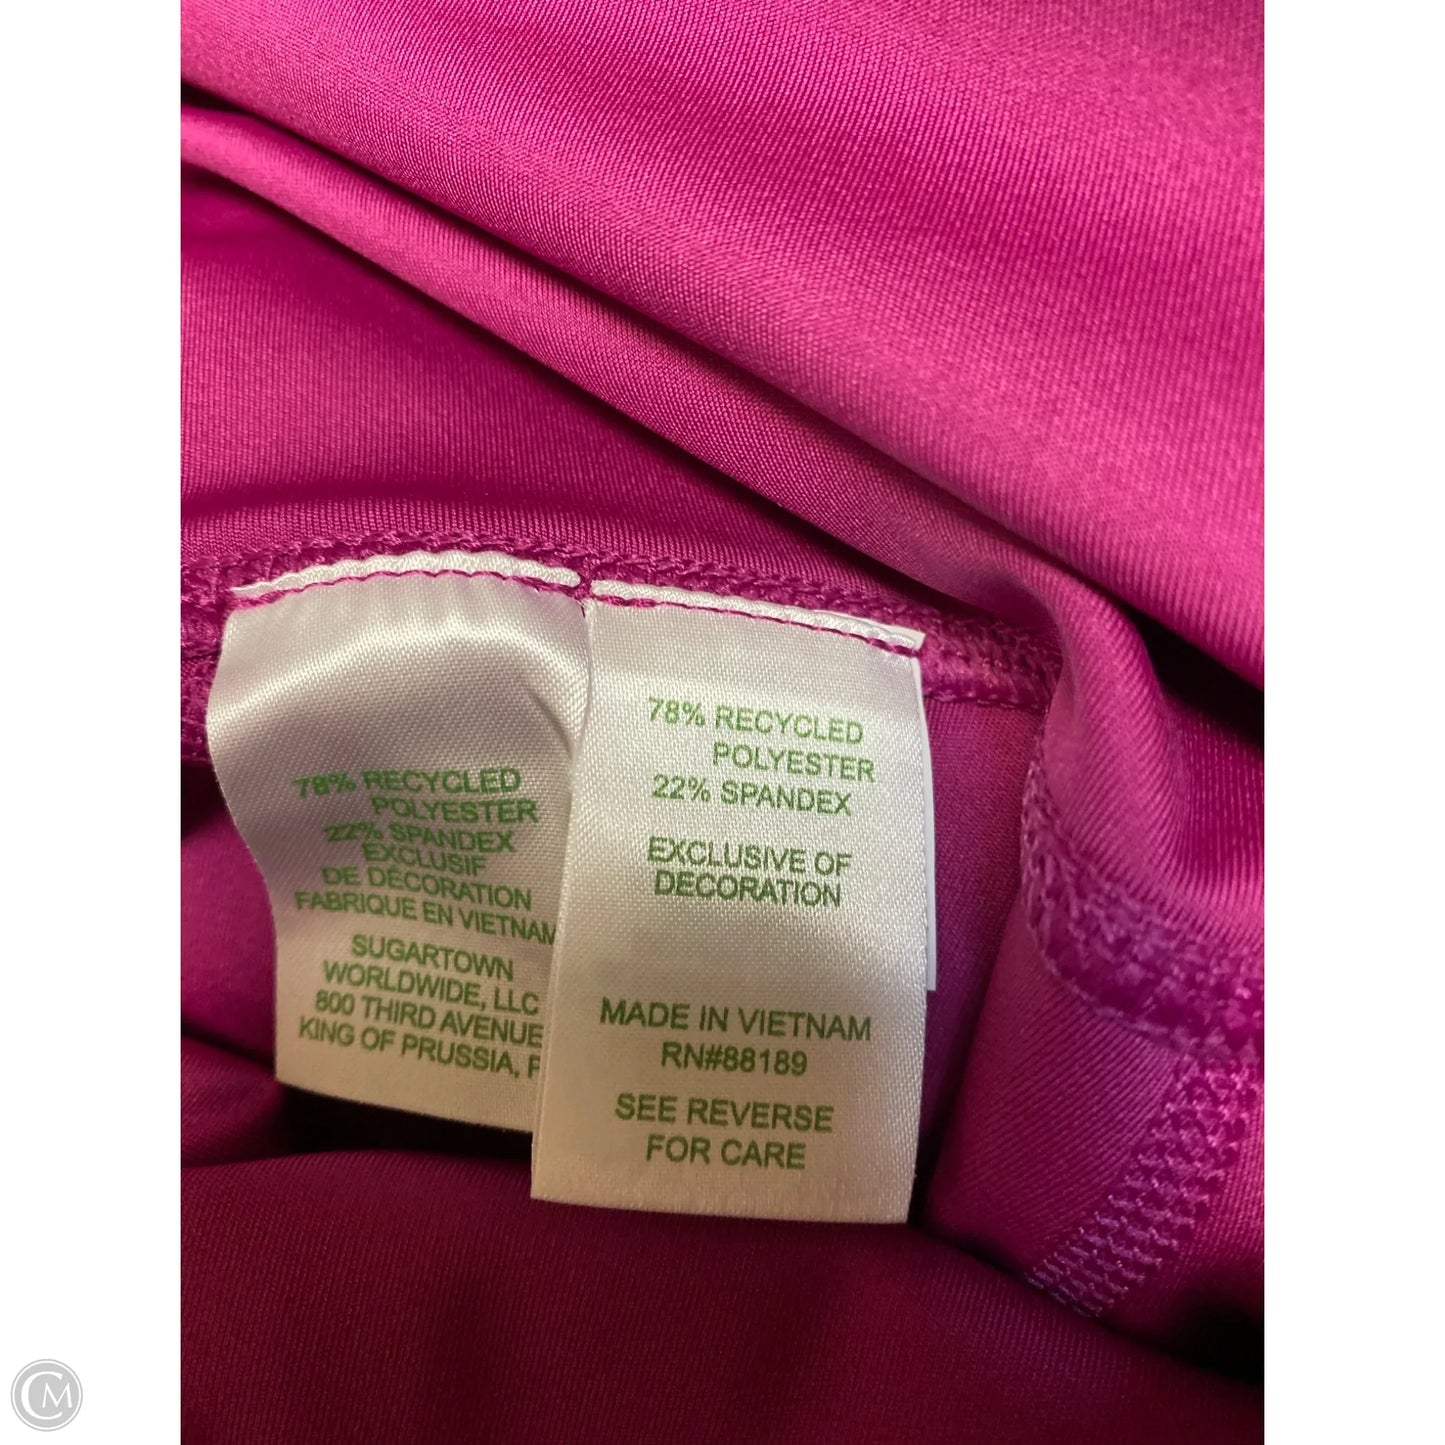 78% RECYCLED
POLYESTER
22% SPANDEX
EXCLUSIF
DE DÉCORATION
FABRIQUE EN VIETNAM
SUGARTOWN
WORLDWIDE, LLC
800 THIRD AVENUE
KING OF PRUSSIA,
78% RECYCLED
POLYESTER
22% SPANDEX
EXCLUSIVE OF
DECORATION
MADE IN VIETNAM
RN#88189
SEE REVERSE
FOR CARE
CM